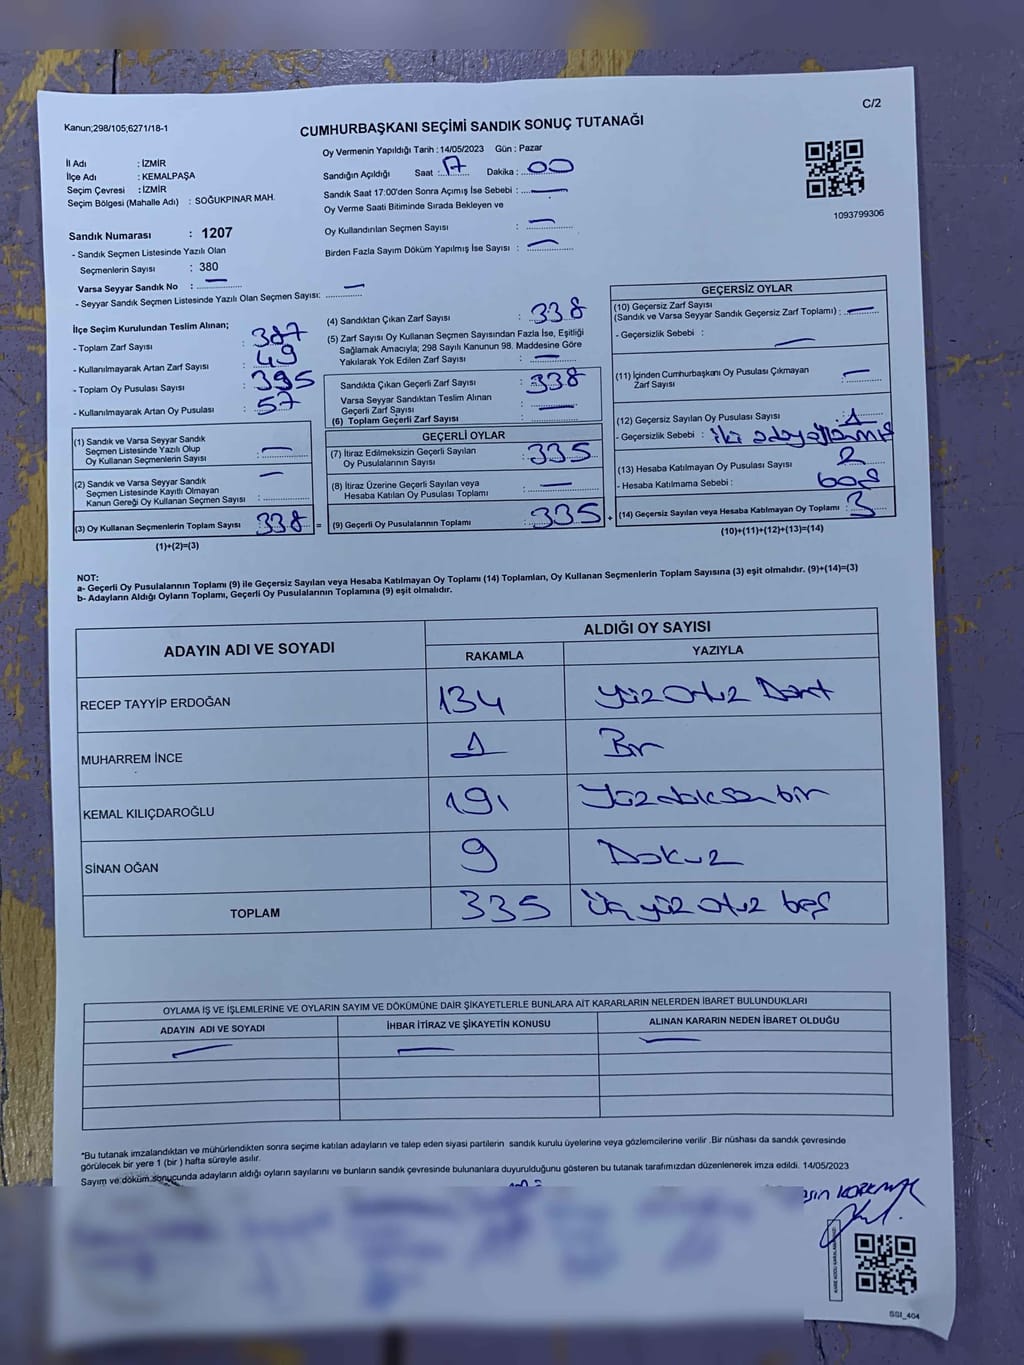 C/2
Kanun;298/105;6271/18-1
CUMHURBAŞKANI SEÇİMİ SANDIK SONUÇ TUTANAĞI
İl Adı : İZMİR
İlçe Adı : KEMALPAŞA
Seçim Çevresi : İZMİR
Seçim Bölgesi (Mahalle Adı) : SOĞUKPINAR MAH.
Sandık Numarası : 1207
- Sandık Seçmen Listesinde Yazılı Olan
Seçmenlerin Sayısı : 380
Varsa Seyyar Sandık No : —
- Seyyar Sandık Seçmen Listesinde Yazılı Olan Seçmen Sayısı: —
Oy Vermenin Yapıldığı Tarih : 14/05/2023 Gün : Pazar
Sandığın Açıldığı Saat : 17 Dakika : 00
Sandık Saat 17:00'den Sonra Açımış İse Sebebi : —
Oy Verme Saati Bitiminde Sırada Bekleyen ve
Oy Kullandırılan Seçmen Sayısı : —
Birden Fazla Sayım Döküm Yapılmış İse Sayısı : —
1093799306
İlçe Seçim Kurulundan Teslim Alınan;
- Toplam Zarf Sayısı : 387
- Kullanılmayarak Artan Zarf Sayısı : 49
- Toplam Oy Pusulası Sayısı : 395
- Kullanılmayarak Artan Oy Pusulası : 57
(1) Sandık ve Varsa Seyyar Sandık
Seçmen Listesinde Yazılı Olup
Oy Kullanan Seçmenlerin Sayısı : —
(2) Sandık ve Varsa Seyyar Sandık
Seçmen Listesinde Kayıtlı Olmayan
Kanun Gereği Oy Kullanan Seçmen Sayısı : —
(3) Oy Kullanan Seçmenlerin Toplam Sayısı : 338 =
(1)+(2)=(3)
(4) Sandıktan Çıkan Zarf Sayısı : 338
(5) Zarf Sayısı Oy Kullanan Seçmen Sayısından Fazla İse, Eşitliği
Sağlamak Amacıyla; 298 Sayılı Kanunun 98. Maddesine Göre
Yakılarak Yok Edilen Zarf Sayısı : —
Sandıkta Çıkan Geçerli Zarf Sayısı : 338
Varsa Seyyar Sandıktan Teslim Alınan
Geçerli Zarf Sayısı : —
(6) Toplam Geçerli Zarf Sayısı :
GEÇERLİ OYLAR
(7) İtiraz Edilmeksizin Geçerli Sayılan
Oy Pusulalarının Sayısı : 335
(8) İtiraz Üzerine Geçerli Sayılan veya
Hesaba Katılan Oy Pusulası Toplamı : —
(9) Geçerli Oy Pusulalarının Toplamı : 335 +
GEÇERSİZ OYLAR
(10) Geçersiz Zarf Sayısı
(Sandık ve Varsa Seyyar Sandık Geçersiz Zarf Toplamı) : —
- Geçersizlik Sebebi : —
(11) İçinden Cumhurbaşkanı Oy Pusulası Çıkmayan
Zarf Sayısı : —
(12) Geçersiz Sayılan Oy Pusulası Sayısı : 1
- Geçersizlik Sebebi : iki aday
(13) Hesaba Katılmayan Oy Pusulası Sayısı : 2
- Hesaba Katılmama Sebebi : boş
(14) Geçersiz Sayılan veya Hesaba Katılmayan Oy Toplamı : 3
(10)+(11)+(12)+(13)=(14)
NOT:
a- Geçerli Oy Pusulalarının Toplamı (9) ile Geçersiz Sayılan veya Hesaba Katılmayan Oy Toplamı (14) Toplamları, Oy Kullanan Seçmenlerin Toplam Sayısına (3) eşit olmalıdır. (9)+(14)=(3)
b- Adayların Aldığı Oyların Toplamı, Geçerli Oy Pusulalarının Toplamına (9) eşit olmalıdır.
ADAYIN ADI VE SOYADI ALDIĞI OY SAYISI
RAKAMLA YAZIYLA
RECEP TAYYİP ERDOĞAN 134 Yüz Otuz Dört
MUHARREM İNCE 1 Bir
KEMAL KILIÇDAROĞLU 191 Yüzdoksanbir
SİNAN OĞAN 9 Dokuz
TOPLAM 335 Üç yüz otuz beş
OYLAMA İŞ VE İŞLEMLERİNE VE OYLARIN SAYIM VE DÖKÜMÜNE DAİR ŞİKAYETLERLE BUNLARA AİT KARARLARIN NELERDEN İBARET BULUNDUKLARI
ADAYIN ADI VE SOYADI İHBAR İTİRAZ VE ŞİKAYETİN KONUSU ALINAN KARARIN NEDEN İBARET OLDUĞU
— — —
*Bu tutanak imzalandıktan ve mühürlendikten sonra seçime katılan adayların ve talep eden siyasi partilerin sandık kurulu üyelerine veya gözlemcilerine verilir .Bir nüshası da sandık çevresinde
görülecek bir yere 1 (bir ) hafta süreyle asılır.
Sayım ve döküm sonucunda adayların aldığı oyların sayılarını ve bunların sandık çevresinde bulunanlara duyurulduğunu gösteren bu tutanak tarafımızdan düzenlenerek imza edildi. 14/05/2023
KORKMAZ
SSI_404